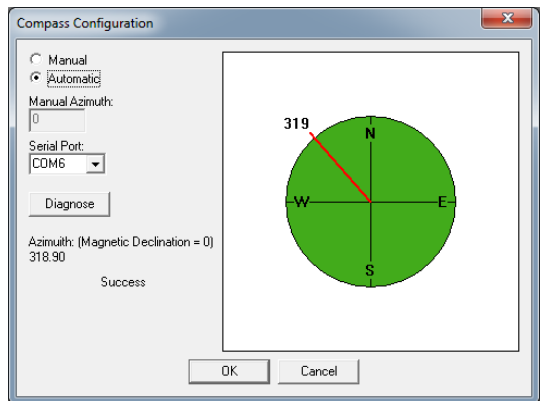 Compass Configuration
Manual
Automatic
Manual Azimuth:
0
Serial Port:
COM6
Diagnose
Azimuith: (Magnetic Declination = 0)
318.90
Success
319
N
W
E
S
OK
Cancel